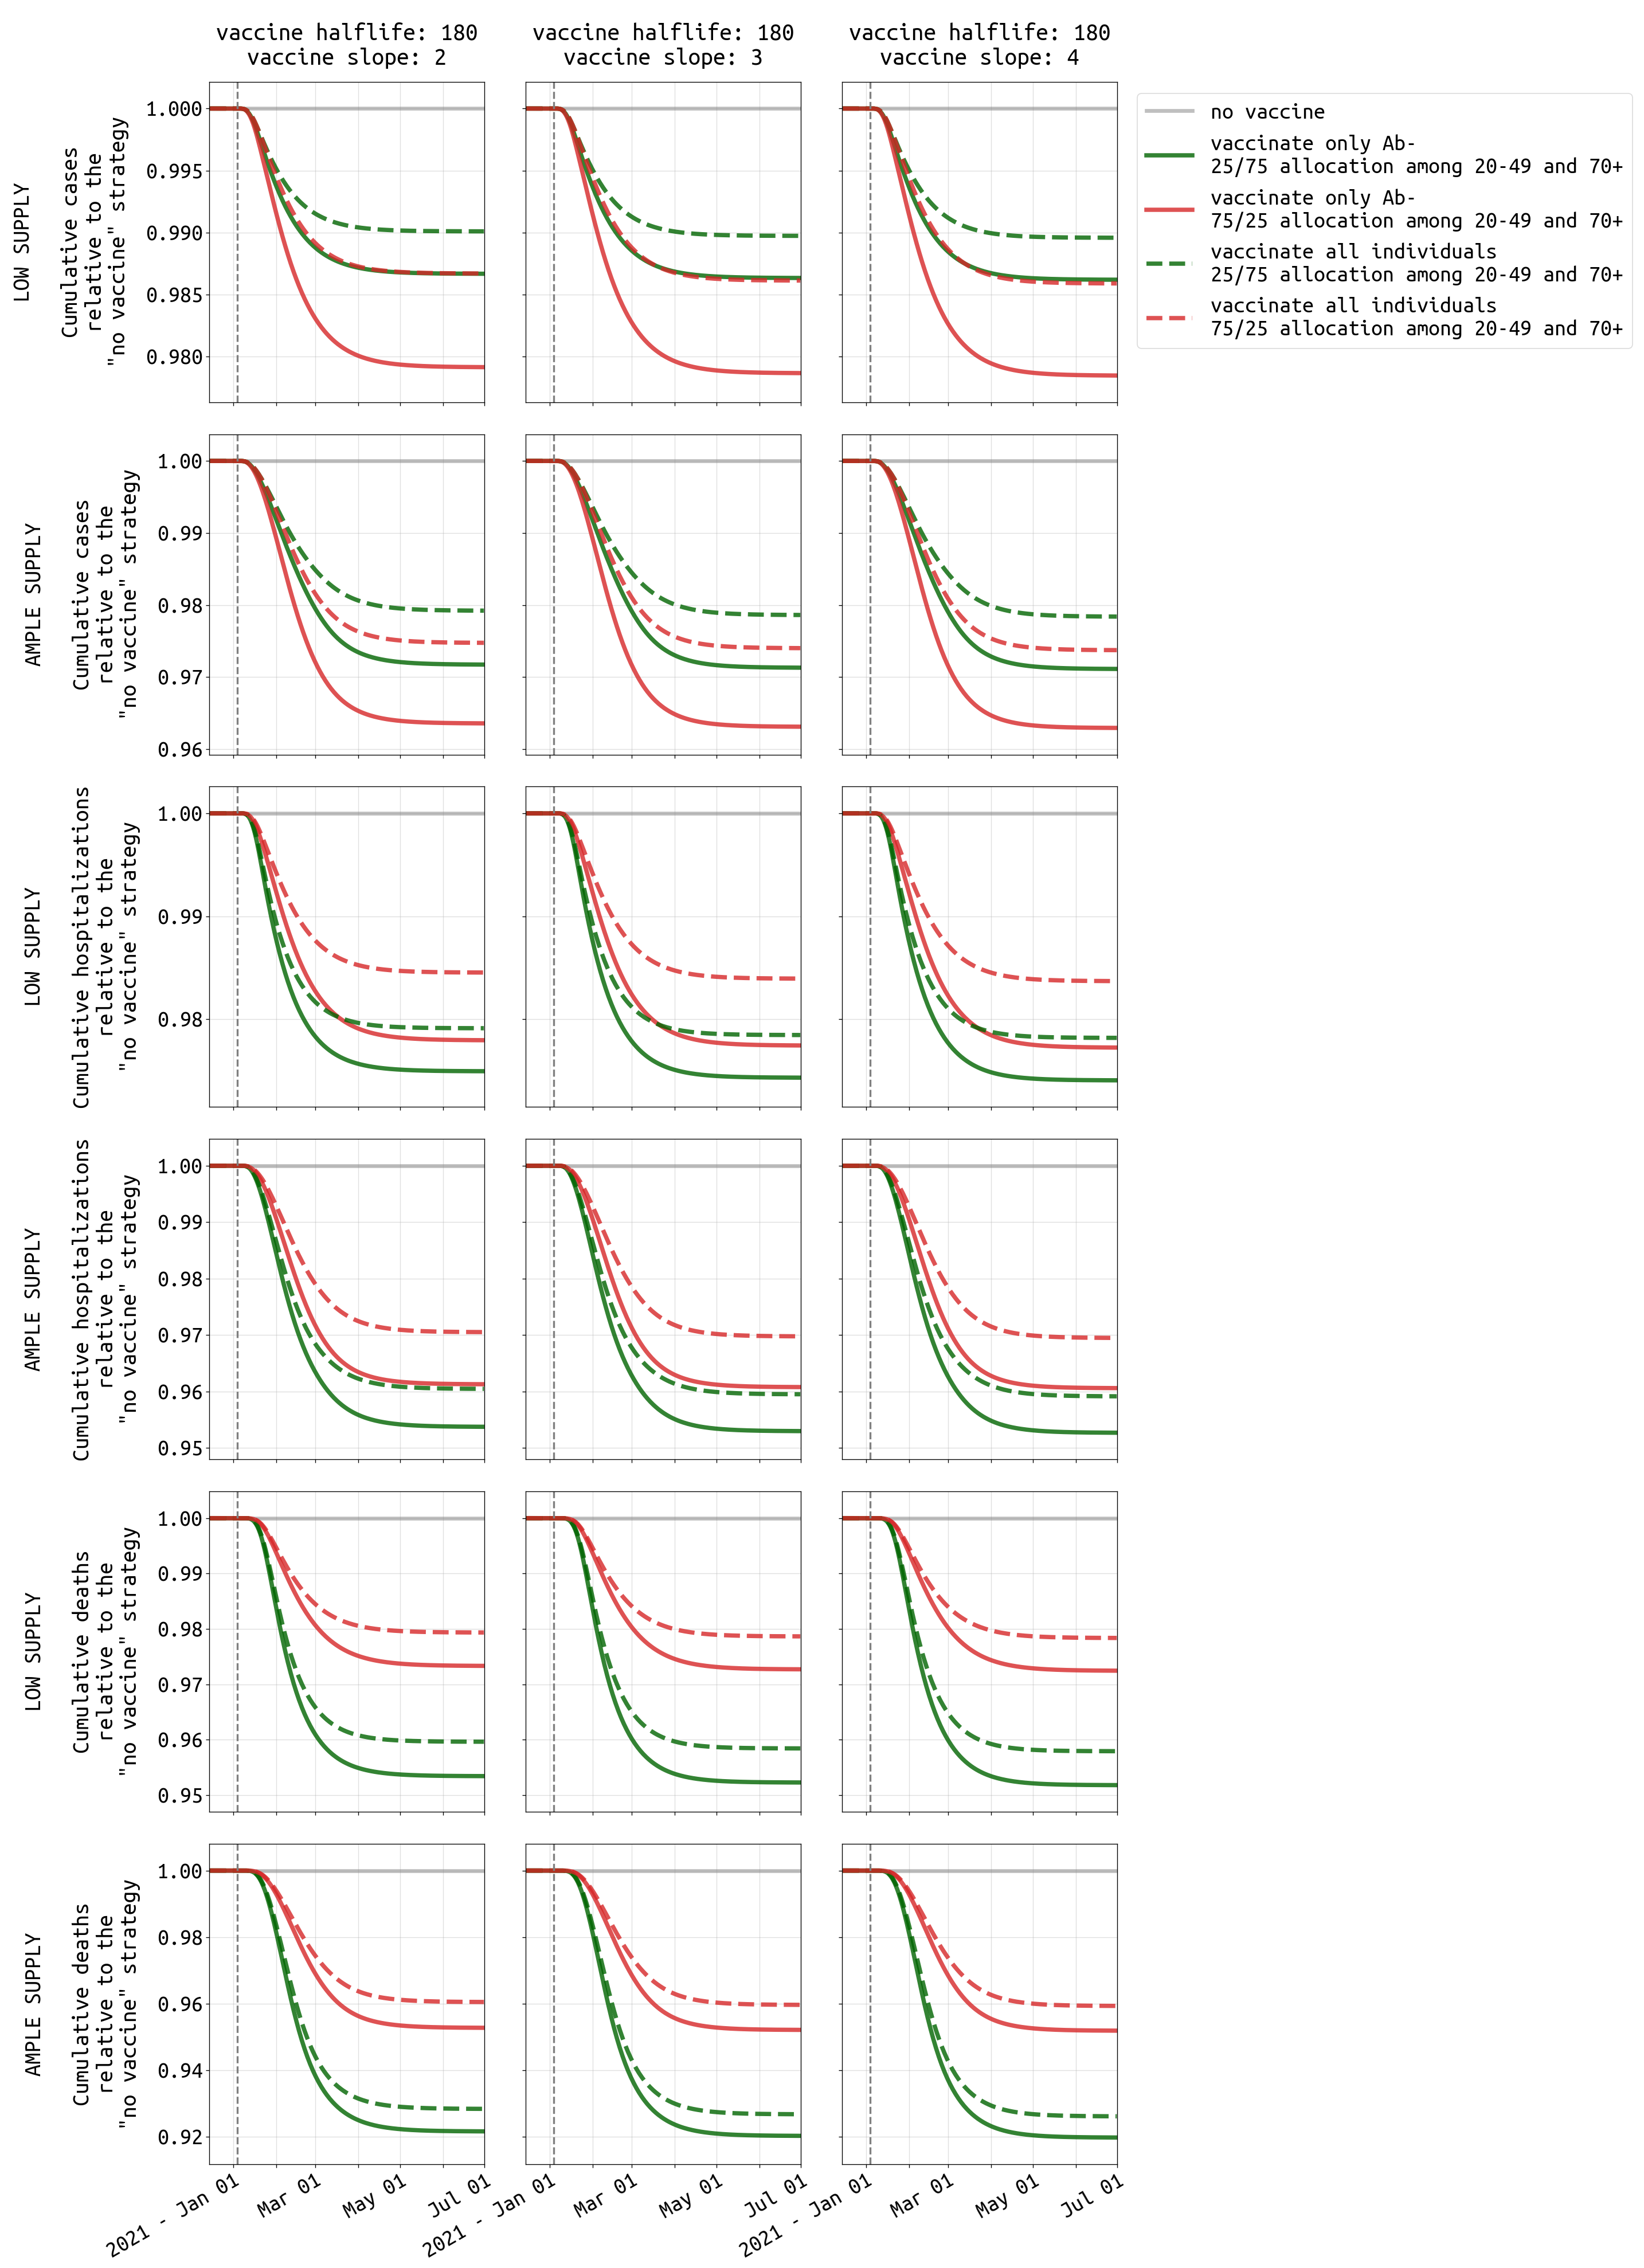 vaccine halflife: 180
vaccine slope: 2
vaccine halflife: 180
vaccine slope: 3
vaccine halflife: 180
vaccine slope: 4
no vaccine
vaccinate only Ab-
25/75 allocation among 20-49 and 70+
vaccinate only Ab-
75/25 allocation among 20-49 and 70+
vaccinate all individuals
25/75 allocation among 20-49 and 70+
vaccinate all individuals
75/25 allocation among 20-49 and 70+
LOW SUPPLY
Cumulative cases
relative to the
"no vaccine" strategy
1.000
0.995
0.990
0.985
0.980
AMPLE SUPPLY
Cumulative cases
relative to the
"no vaccine" strategy
1.00
0.99
0.98
0.97
0.96
LOW SUPPLY
Cumulative hospitalizations
relative to the
"no vaccine" strategy
1.00
0.99
0.98
AMPLE SUPPLY
Cumulative hospitalizations
relative to the
"no vaccine" strategy
1.00
0.99
0.98
0.97
0.96
0.95
LOW SUPPLY
Cumulative deaths
relative to the
"no vaccine" strategy
1.00
0.99
0.98
0.97
0.96
0.95
AMPLE SUPPLY
Cumulative deaths
relative to the
"no vaccine" strategy
1.00
0.98
0.96
0.94
0.92
2021 - Jan 01
Mar 01
May 01
Jul 01
2021 - Jan 01
Mar 01
May 01
Jul 01
2021 - Jan 01
Mar 01
May 01
Jul 01